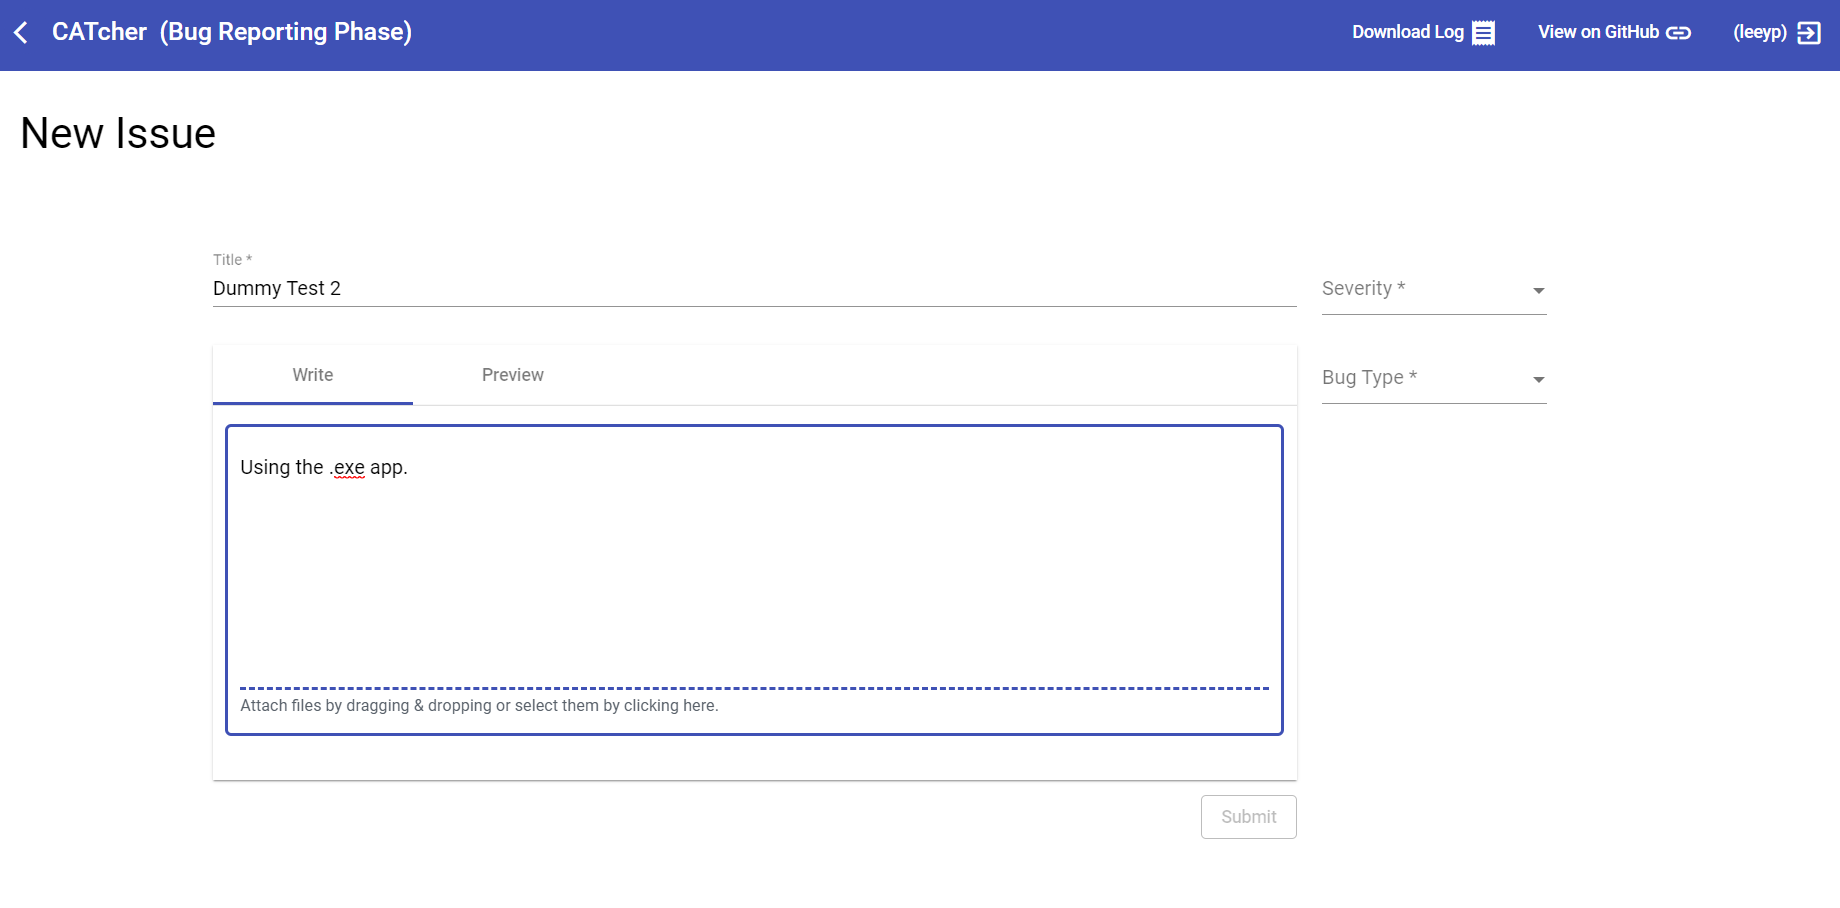 CATcher (Bug Reporting Phase)
Download Log
View on GitHub
(leeyp)
New Issue
Title *
Dummy Test 2
Severity *
Write
Preview
Bug Type *
Using the .exe app.
Attach files by dragging & dropping or select them by clicking here.
Submit